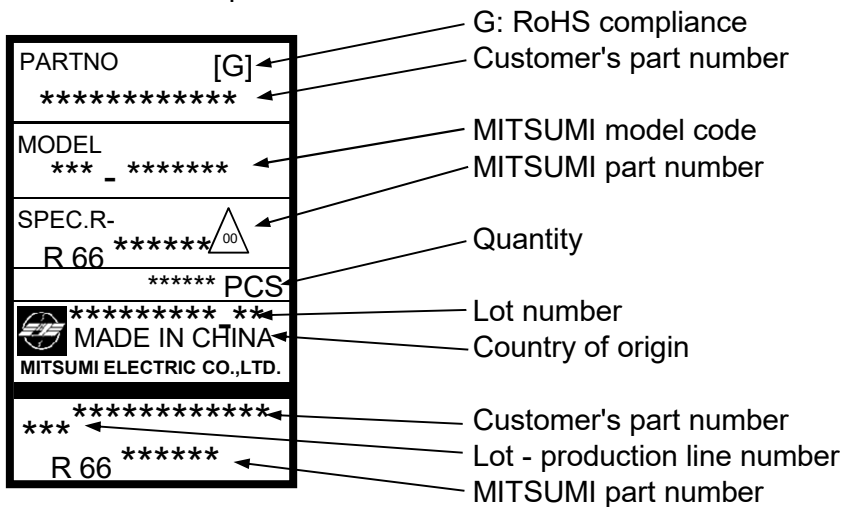 G: RoHS compliance
PARTNO [G]
Customer's part number
************
MODEL
MITSUMI model code
*** - *******
MITSUMI part number
SPEC.R-
R 66 ****** 00
Quantity
****** PCS
Lot number
*********-**
MADE IN CHINA
Country of origin
MITSUMI ELECTRIC CO.,LTD.
************
Customer's part number
***
Lot - production line number
R 66 ******
MITSUMI part number